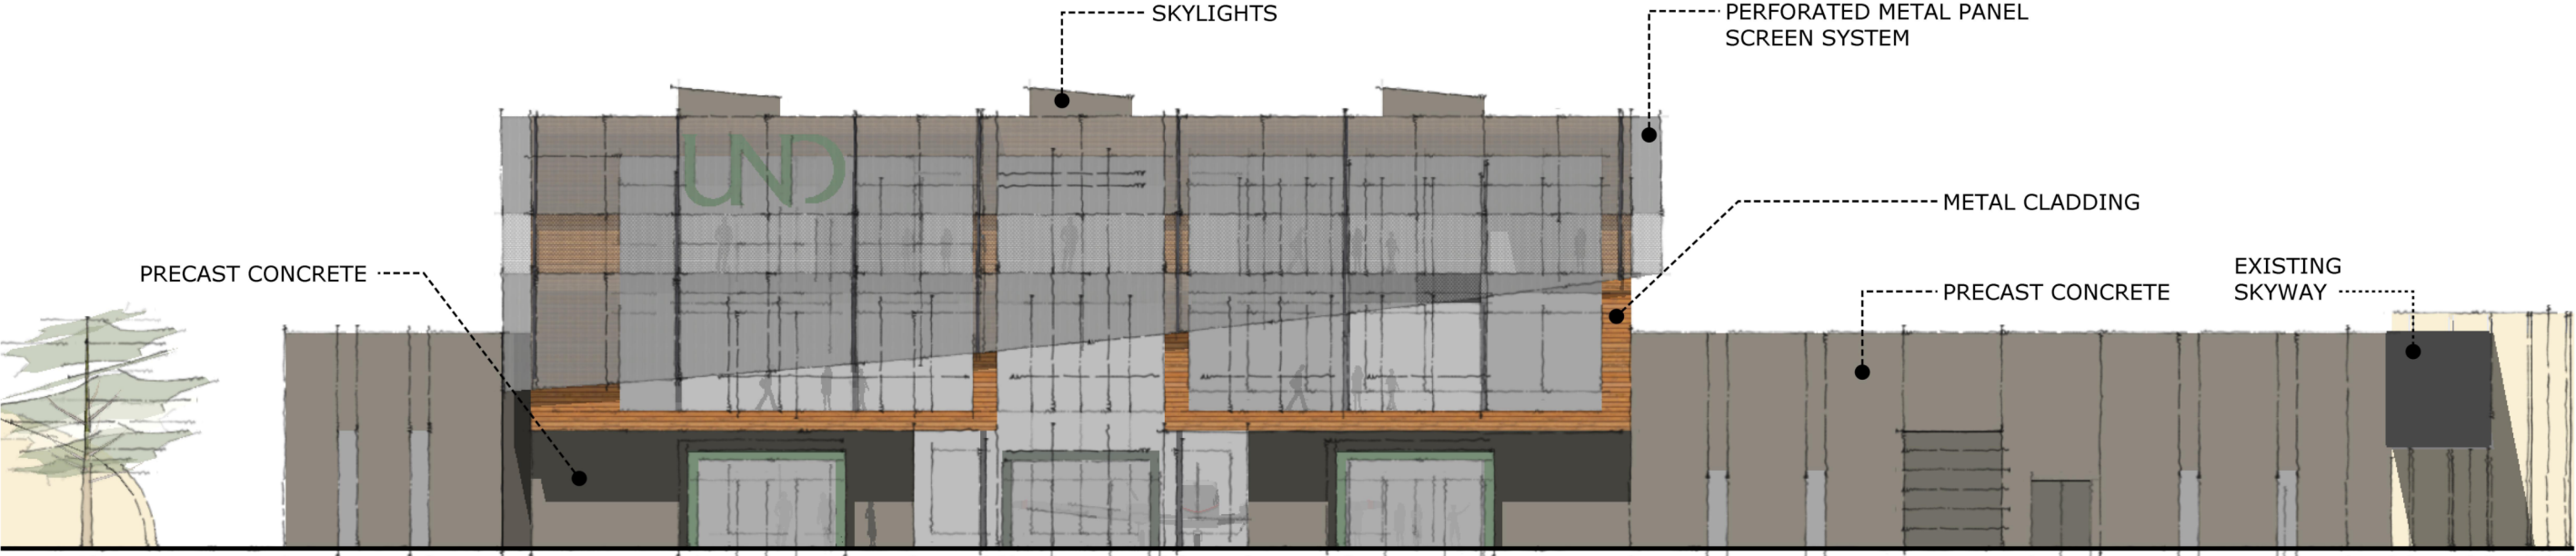 SKYLIGHTS
PERFORATED METAL PANEL
SCREEN SYSTEM
UND
METAL CLADDING
PRECAST CONCRETE
EXISTING
SKYWAY
PRECAST CONCRETE